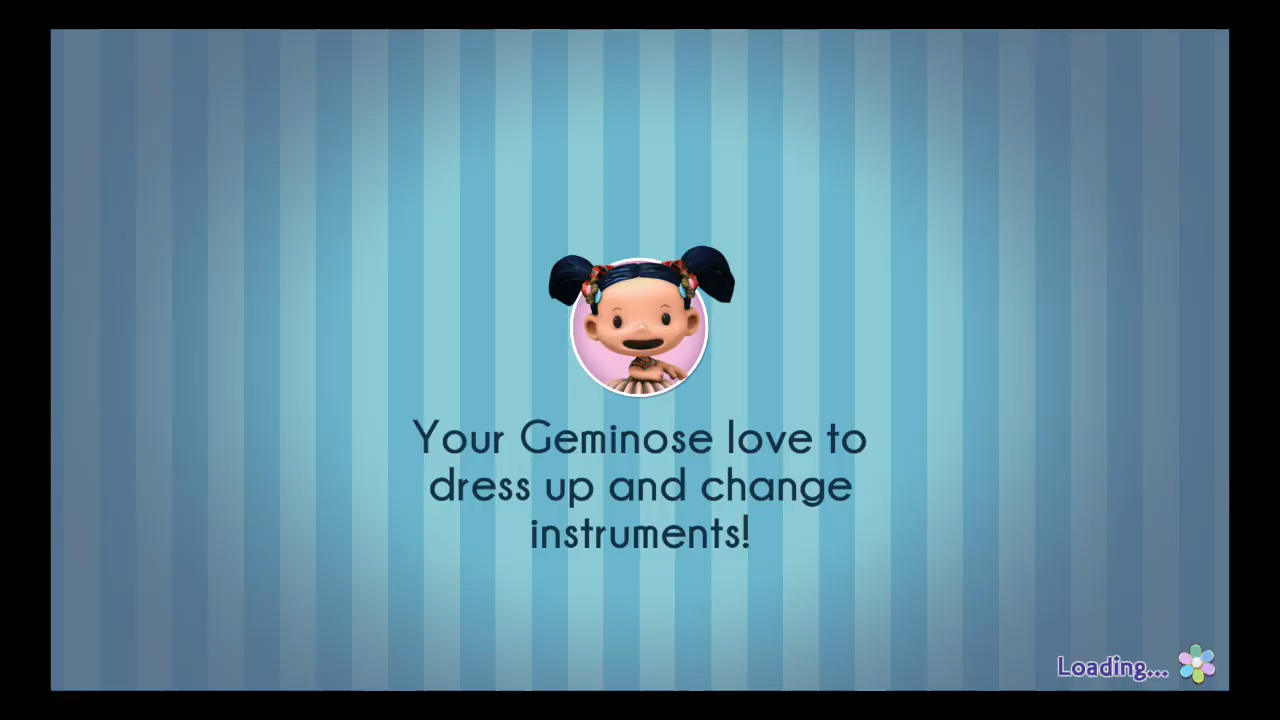 Your Geminose love to
dress up and change
instruments!
Loading...